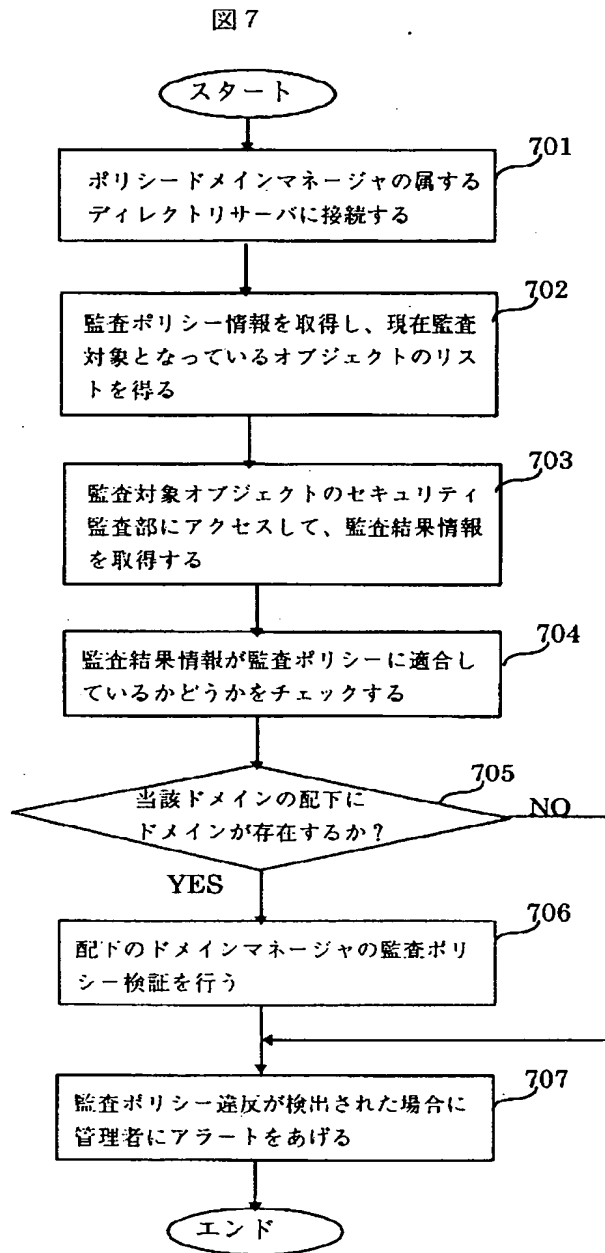 図7
スタート
701
ポリシードメインマネージャの属する
ディレクトリサーバに接続する
702
監査ポリシー情報を取得し、現在監査
対象となっているオブジェクトのリス
トを得る
703
監査対象オブジェクトのセキュリティ
監査部にアクセスして、監査結果情報
を取得する
704
監査結果情報が監査ポリシーに適合し
ているかどうかをチェックする
705
当該ドメインの配下に
ドメインが存在するか？
NO
YES
706
配下のドメインマネージャの監査ポリ
シー検証を行う
707
監査ポリシー違反が検出された場合に
管理者にアラートをあげる
エンド